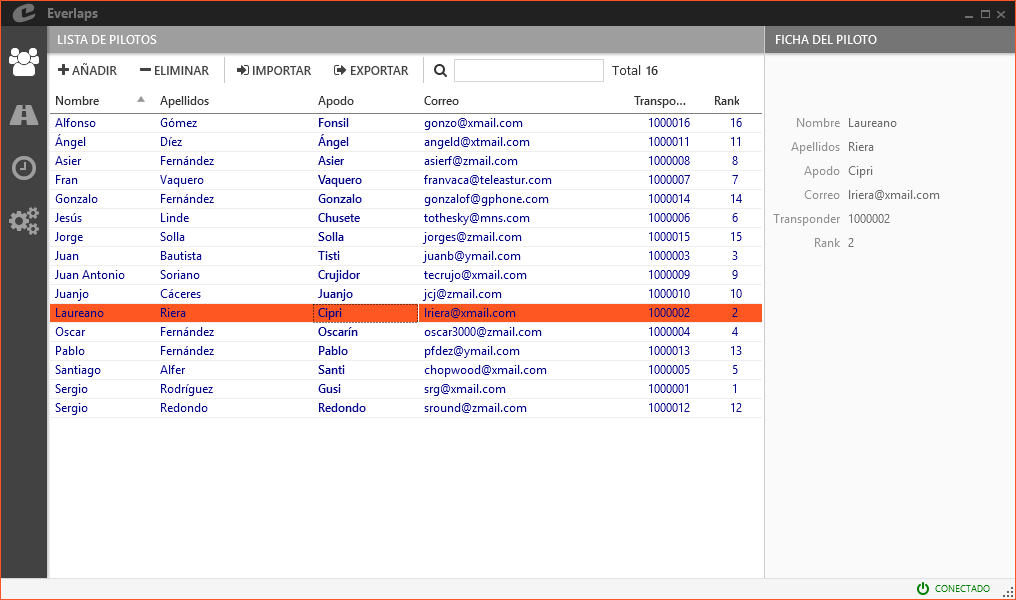 Everlaps
LISTA DE PILOTOS
FICHA DEL PILOTO
AÑADIR ELIMINAR IMPORTAR EXPORTAR Total 16
Nombre Apellidos Apodo Correo Transpo... Rank
Alfonso Gómez Fonsil gonzo@xmail.com 1000016 16
Ángel Díez Ángel angeld@xtmail.com 1000011 11
Asier Fernández Asier asierf@zmail.com 1000008 8
Fran Vaquero Vaquero franvaca@teleastur.com 1000007 7
Gonzalo Fernández Gonzalo gonzalof@gphone.com 1000014 14
Jesús Linde Chusete tothesky@mns.com 1000006 6
Jorge Solla Solla jorges@zmail.com 1000015 15
Juan Bautista Tisti juanb@ymail.com 1000003 3
Juan Antonio Soriano Crujidor tecrujo@xmail.com 1000009 9
Juanjo Cáceres Juanjo jcj@zmail.com 1000010 10
Laureano Riera Cipri lriera@xmail.com 1000002 2
Oscar Fernández Oscarín oscar3000@zmail.com 1000004 4
Pablo Fernández Pablo pfdez@ymail.com 1000013 13
Santiago Alfer Santi chopwood@xmail.com 1000005 5
Sergio Rodríguez Gusi srg@xmail.com 1000001 1
Sergio Redondo Redondo sround@zmail.com 1000012 12
Nombre Laureano
Apellidos Riera
Apodo Cipri
Correo lriera@xmail.com
Transponder 1000002
Rank 2
CONECTADO